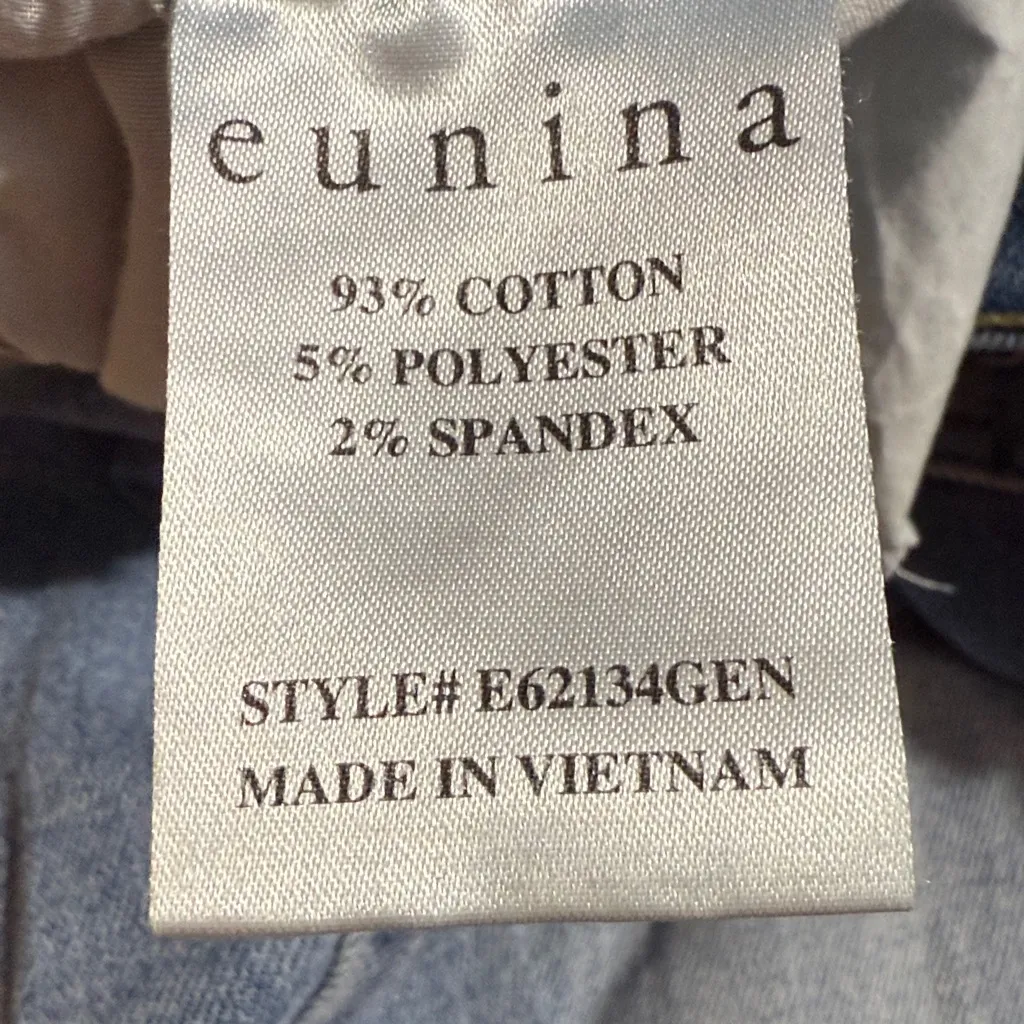 eunina
93% COTTON
5% POLYESTER
2% SPANDEX
STYLE# E62134GEN
MADE IN VIETNAM